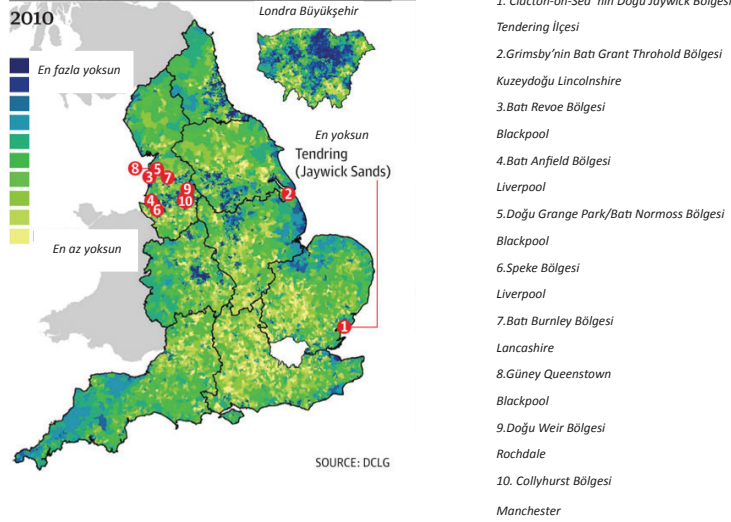 2010
Londra Büyükşehir
En fazla yoksun
En yoksun
Tendring
(Jaywick Sands)
8
5
3
7
9
4
10
6
2
1
En az yoksun
SOURCE: DCLG
1. Clacton-on-Sea' 'nin Doğu Jaywick Bölgesi
Tendering İlçesi
2.Grimsby'nin Batı Grant Throhold Bölgesi
Kuzeydoğu Lincolnshire
3.Batı Revoe Bölgesi
Blackpool
4.Batı Anfield Bölgesi
Liverpool
5.Doğu Grange Park/Batı Normoss Bölgesi
Blackpool
6.Speke Bölgesi
Liverpool
7.Batı Burnley Bölgesi
Lancashire
8.Güney Queenstown
Blackpool
9.Doğu Weir Bölgesi
Rochdale
10. Collyhurst Bölgesi
Manchester